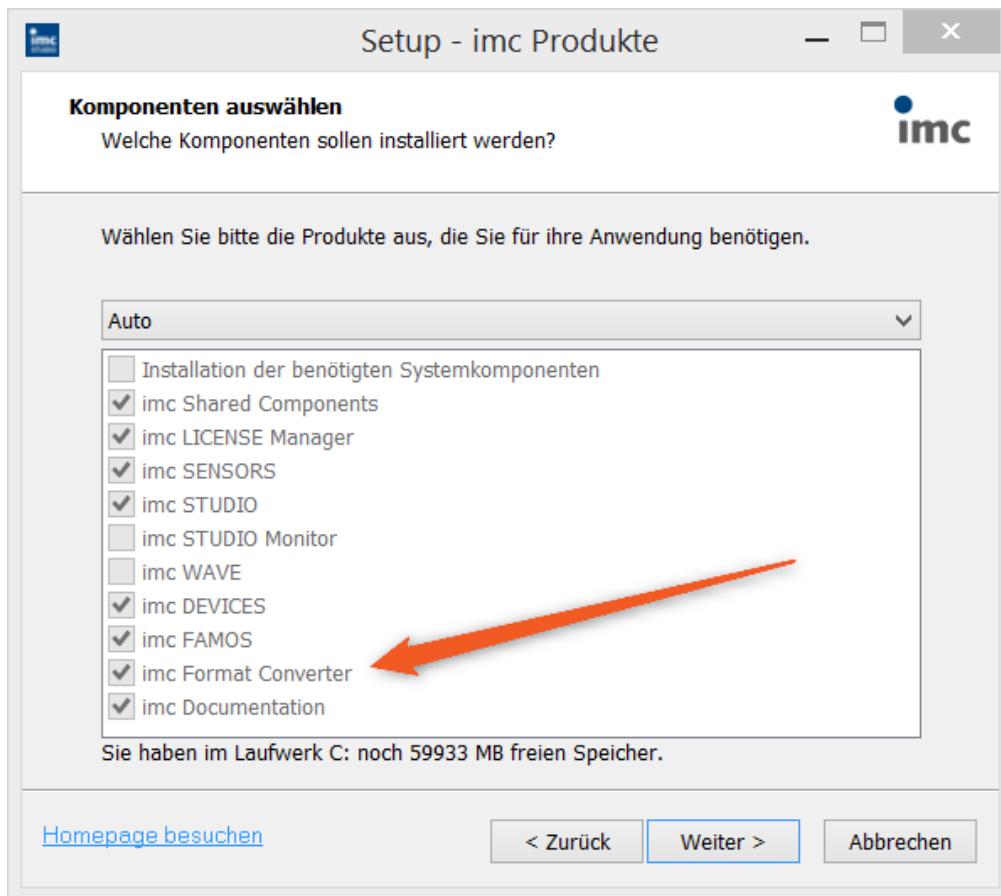 imc
STUDIO
Setup - imc Produkte
Komponenten auswählen
Welche Komponenten sollen installiert werden?
imc
Wählen Sie bitte die Produkte aus, die Sie für ihre Anwendung benötigen.
Auto
Installation der benötigten Systemkomponenten
imc Shared Components
imc LICENSE Manager
imc SENSORS
imc STUDIO
imc STUDIO Monitor
imc WAVE
imc DEVICES
imc FAMOS
imc Format Converter
imc Documentation
Sie haben im Laufwerk C: noch 59933 MB freien Speicher.
Homepage besuchen
< Zurück
Weiter >
Abbrechen